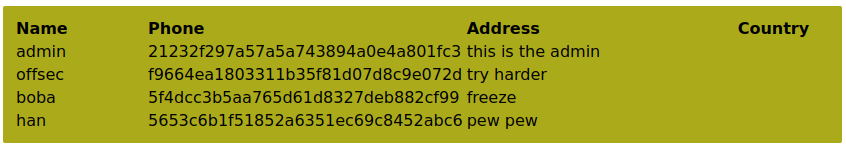 Name Phone Address Country
admin 21232f297a57a5a743894a0e4a801fc3 this is the admin
offsec f9664ea1803311b35f81d07d8c9e072d try harder
boba 5f4dcc3b5aa765d61d8327deb882cf99 freeze
han 5653c6b1f51852a6351ec69c8452abc6 pew pew